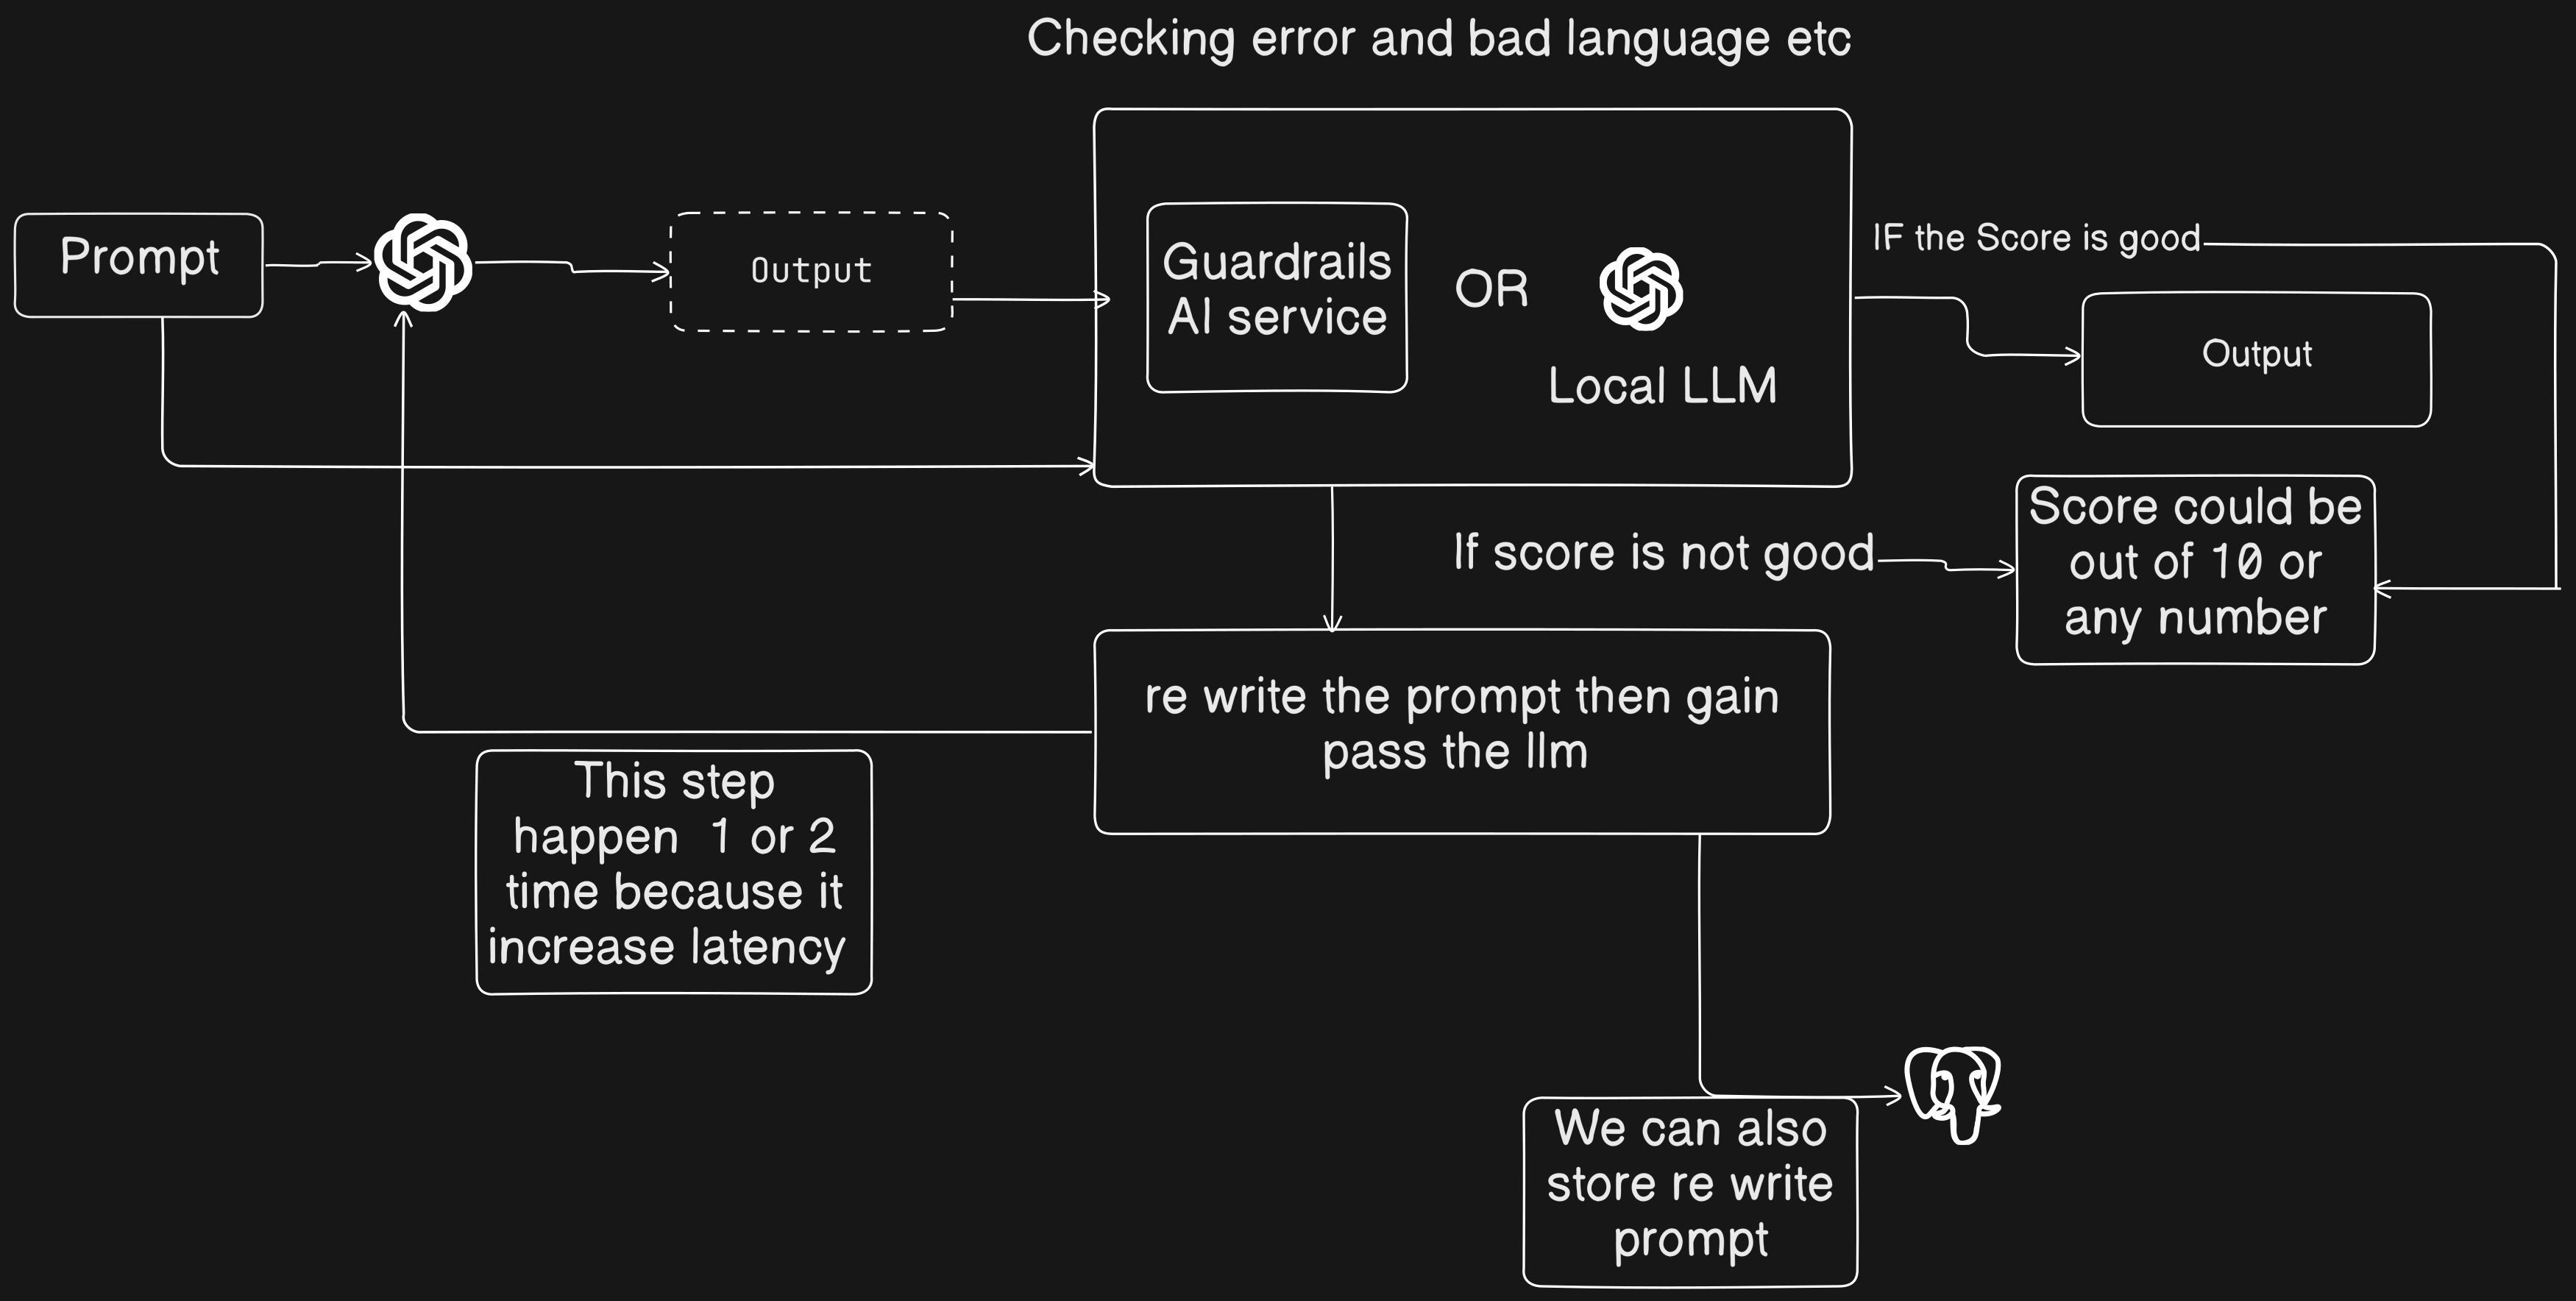 Checking error and bad language etc
Prompt
Output
Guardrails
AI service
OR
Local LLM
IF the Score is good
Output
If score is not good
Score could be
out of 10 or
any number
re write the prompt then gain
pass the llm
This step
happen 1 or 2
time because it
increase latency
We can also
store re write
prompt